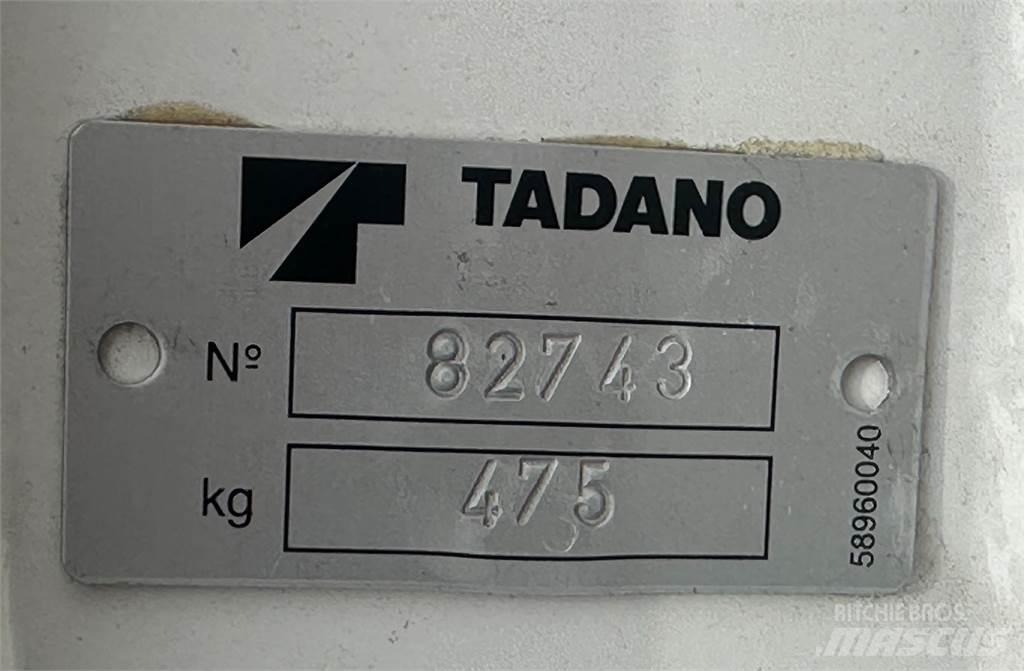 TADANO
Nº 82743
kg 475
58960040
RITCHIE BROS.
MASCUS